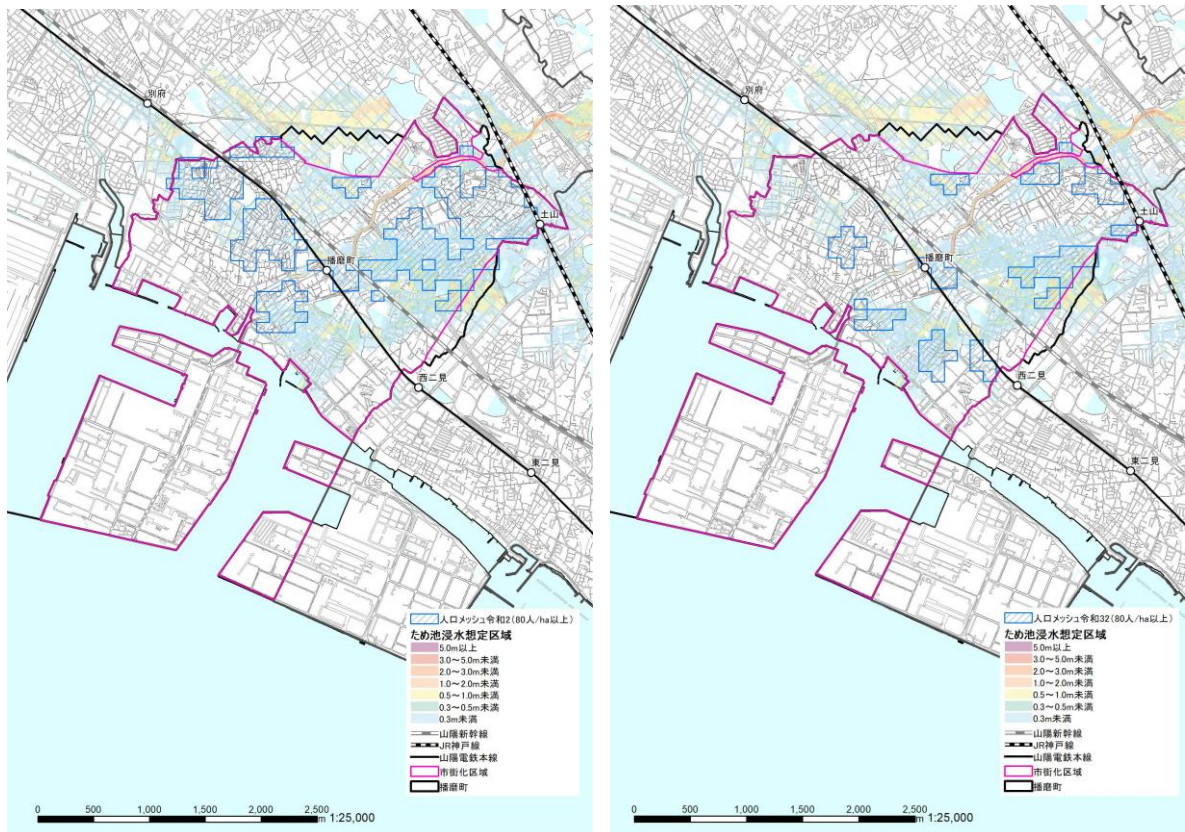 別府
土山
播磨町
西二見
東二見
人口メッシュ令和2(80人/ha以上)
ため池浸水想定区域
5.0m以上
3.0～5.0m未満
2.0～3.0m未満
1.0～2.0m未満
0.5～1.0m未満
0.3～0.5m未満
0.3m未満
山陽新幹線
JR神戸線
山陽電鉄本線
市街化区域
播磨町
0 500 1,000 1,500 2,000 2,500 m 1:25,000
別府
土山
播磨町
西二見
東二見
人口メッシュ令和32(80人/ha以上)
ため池浸水想定区域
5.0m以上
3.0～5.0m未満
2.0～3.0m未満
1.0～2.0m未満
0.5～1.0m未満
0.3～0.5m未満
0.3m未満
山陽新幹線
JR神戸線
山陽電鉄本線
市街化区域
播磨町
0 500 1,000 1,500 2,000 2,500 m 1:25,000